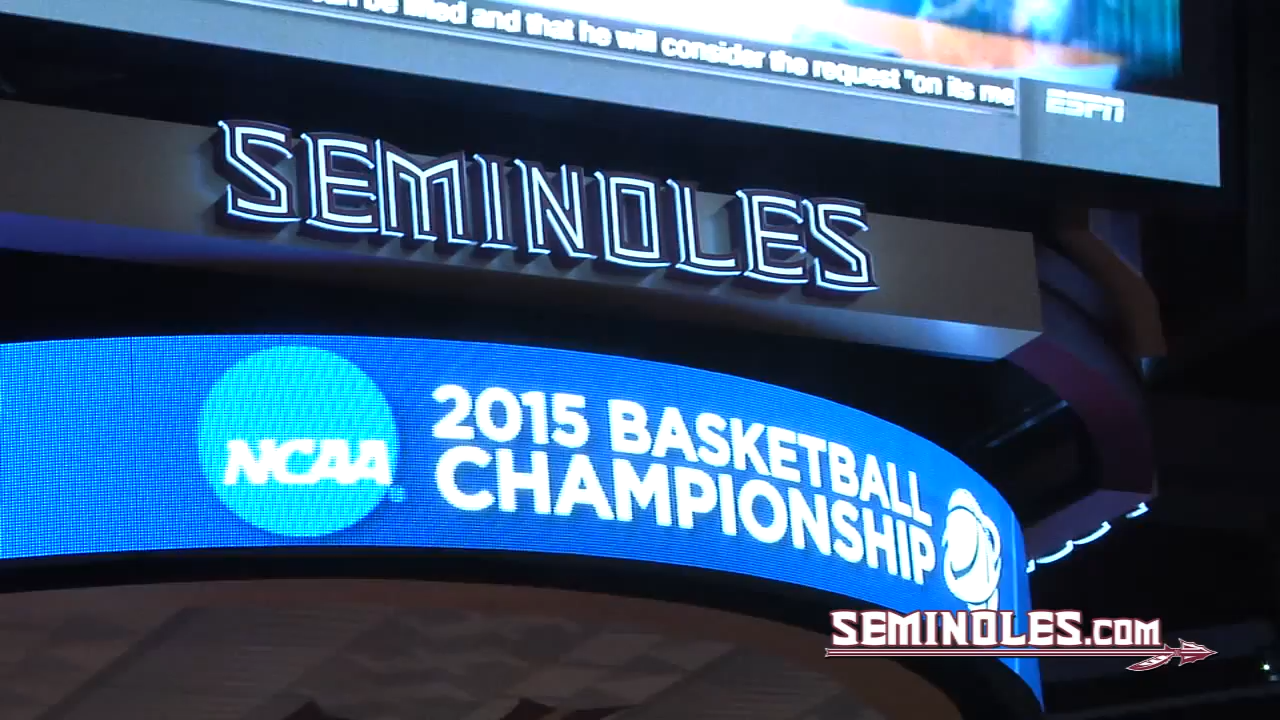 can be lifted and that he will consider the request "on its me
ESPN
SEMINOLES
NCAA
2015 BASKETBALL
CHAMPIONSHIP
SEMINOLES.COM